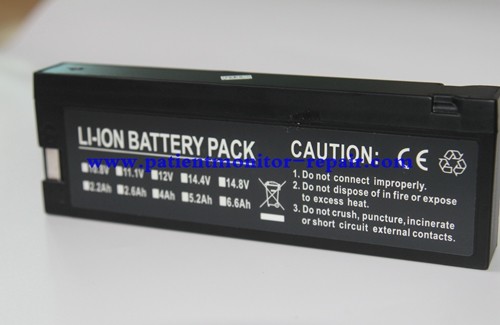 LI-ION BATTERY PACK
www.patientmonitor-repair.com
10.8V 11.1V 12V 14.4V 14.8V
2.2Ah 2.6Ah 4Ah 5.2Ah 6.6Ah
CAUTION: CE
1. Do not connect improperly.
2. Do not dispose of in fire or expose
to excess heat.
3. Do not crush, puncture, incinerate
or short circuit external contacts.